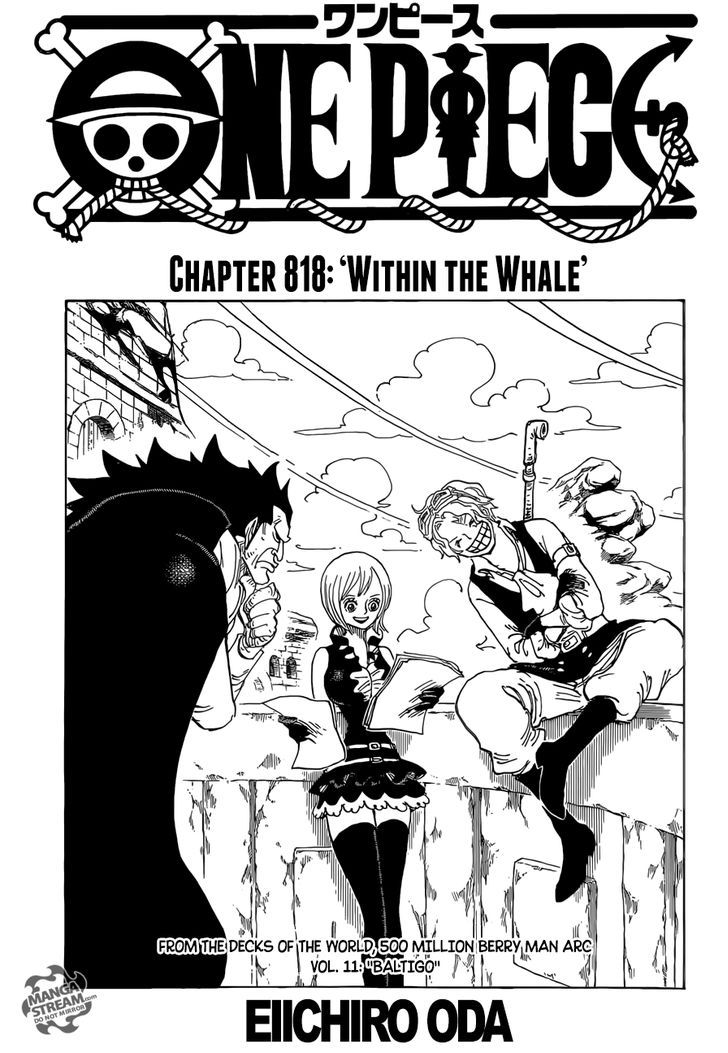 ワンピース
ONE PIECE
CHAPTER 818: ‘WITHIN THE WHALE’
FROM THE DECKS OF THE WORLD, 500 MILLION BERRY MAN ARC
VOL. 11: "BALTIGO"
MANGA
STREAM.com
DO NOT MIRROR
EIICHIRO ODA